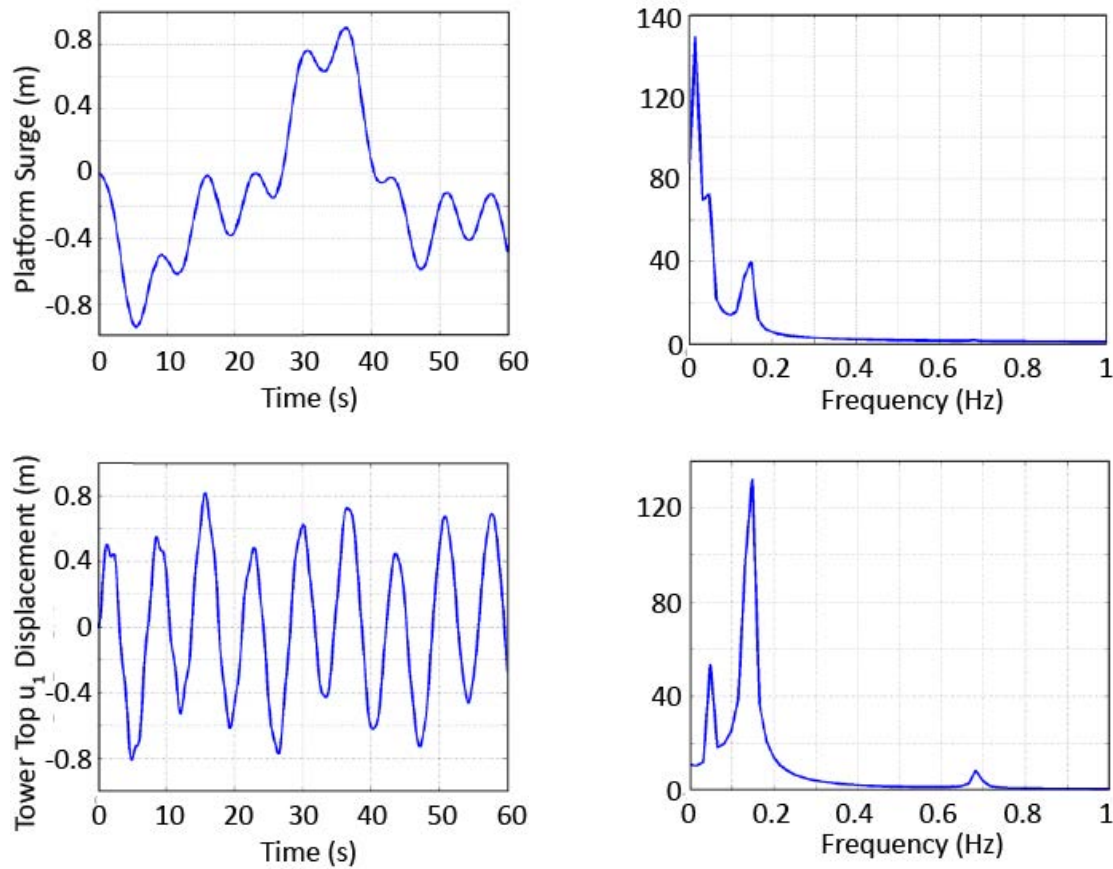 Platform Surge (m)
0.8
0.4
0
-0.4
-0.8
0 10 20 30 40 50 60
Time (s)
140
120
80
40
0
0 0.2 0.4 0.6 0.8 1
Frequency (Hz)
Tower Top u1 Displacement (m)
0.8
0.4
0
-0.4
-0.8
0 10 20 30 40 50 60
Time (s)
120
80
40
0
0 0.2 0.4 0.6 0.8 1
Frequency (Hz)